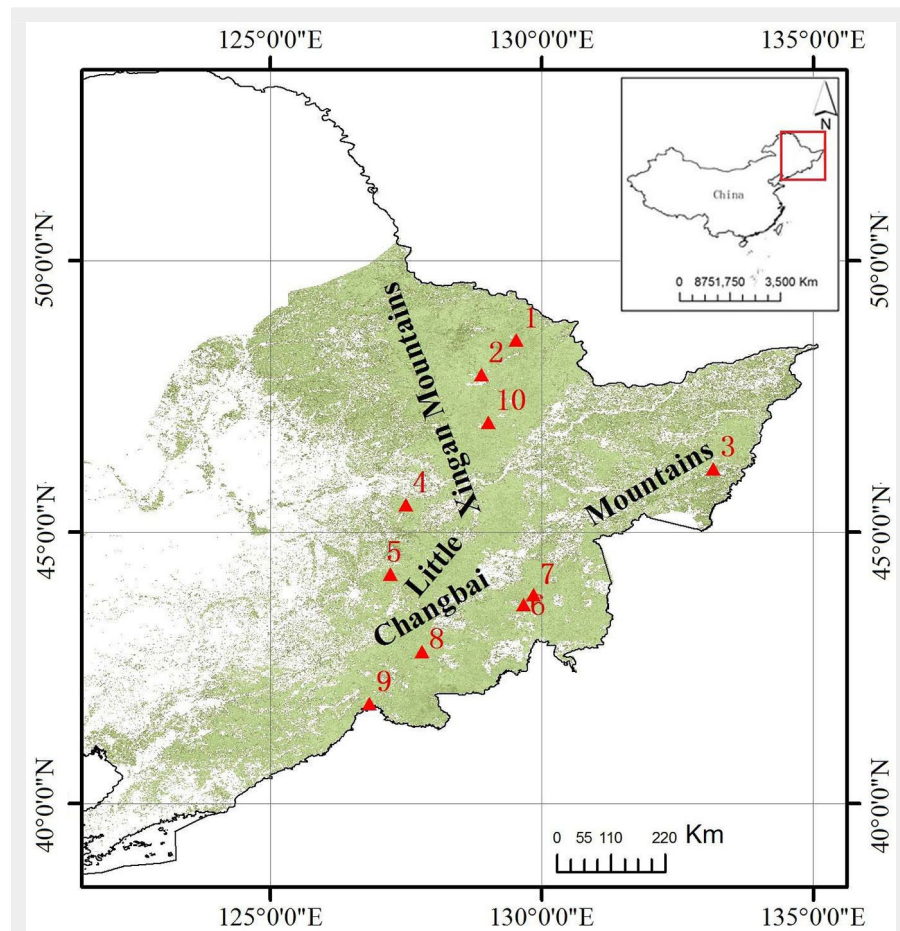 125°0'0"E 130°0'0"E 135°0'0"E
N
China
0 8751,750 3,500 Km
50°0'0"N 50°0'0"N
Little Xingan Mountains
1
2
10
3
4
45°0'0"N 45°0'0"N
Changbai Mountains
5
7
6
8
9
40°0'0"N 40°0'0"N
0 55 110 220 Km
125°0'0"E 130°0'0"E 135°0'0"E